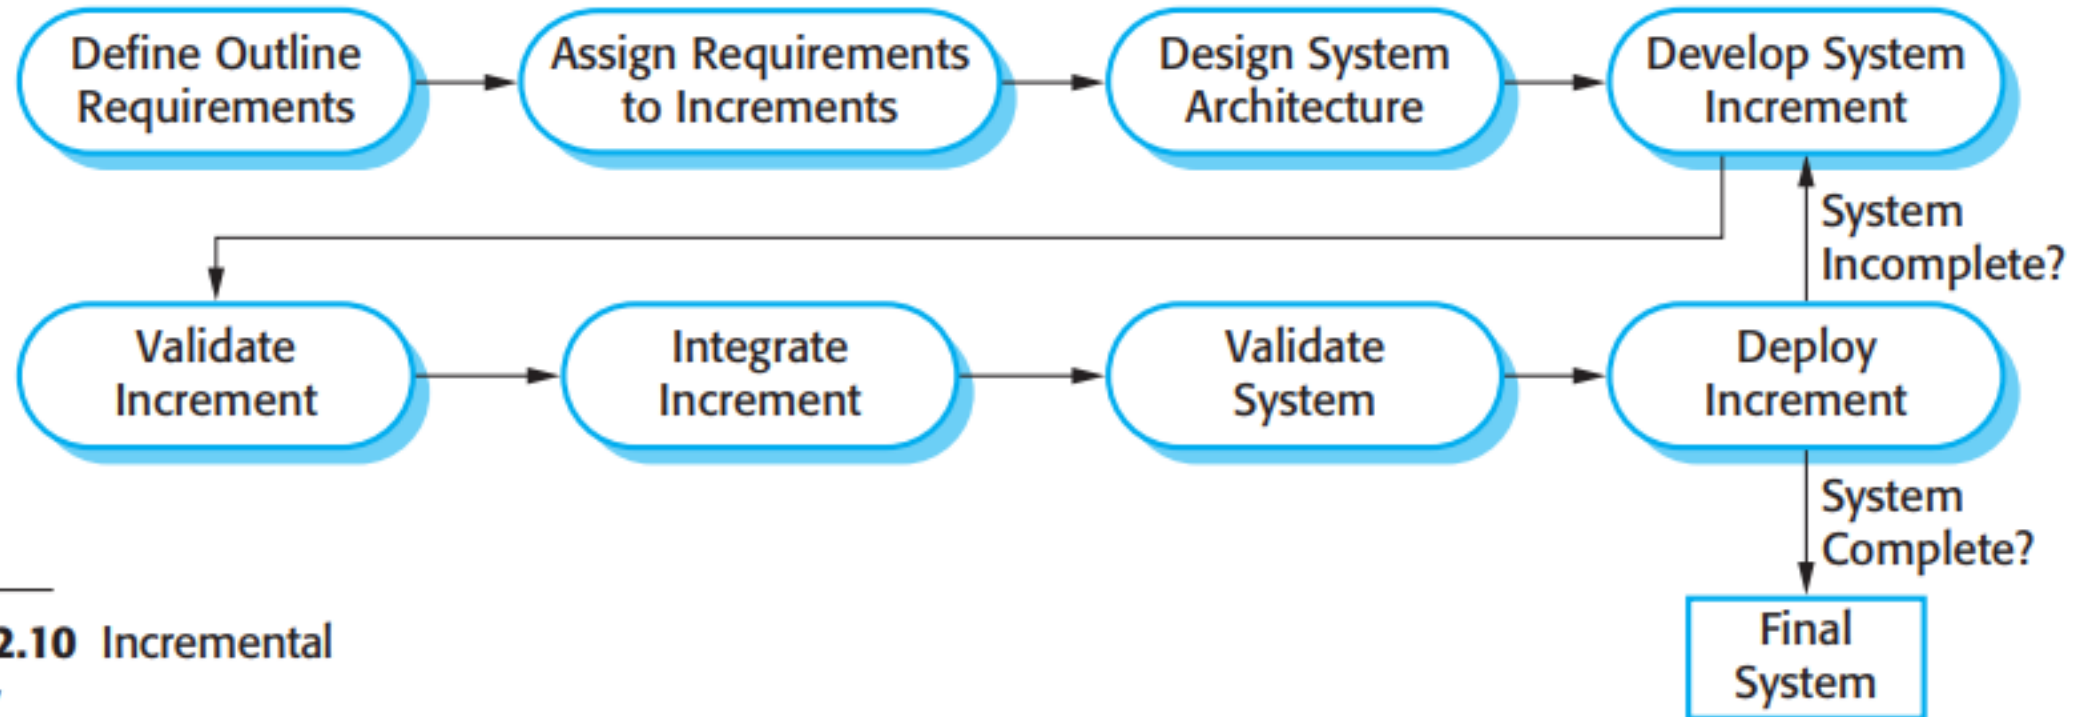 Define Outline
Requirements
Assign Requirements
to Increments
Design System
Architecture
Develop System
Increment
System
Incomplete?
Validate
Increment
Integrate
Increment
Validate
System
Deploy
Increment
System
Complete?
Final
System
2.10 Incremental